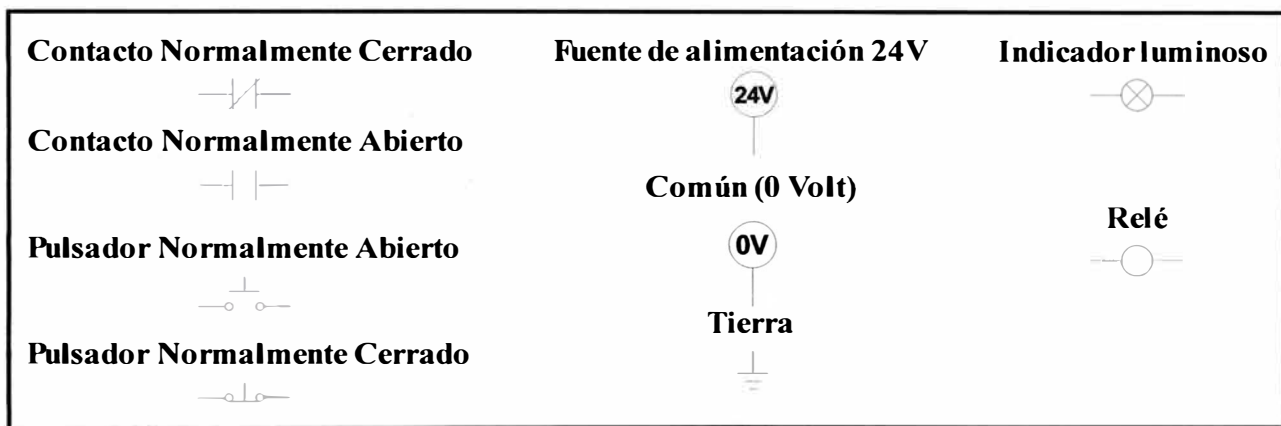 Contacto Normalmente Cerrado
Contacto Normalmente Abierto
Pulsador Normalmente Abierto
Pulsador Normalmente Cerrado
Fuente de alimentación 24V
24V
Común (0 Volt)
0V
Tierra
Indicador luminoso
Relé